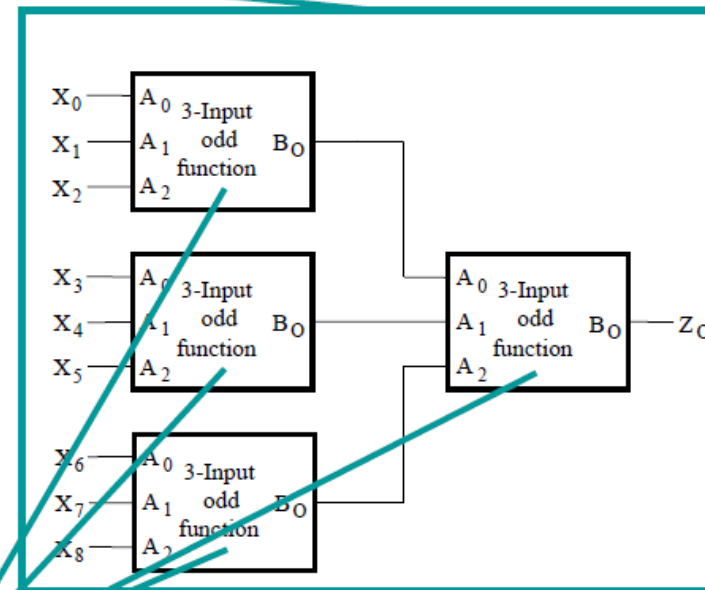 X0 A0 3-Input
X1 A1 odd BO
X2 A2 function
X3 A0 3-Input
X4 A1 odd BO
X5 A2 function
A0 3-Input
A1 odd BO ZO
A2 function
X6 A0 3-Input
X7 A1 odd BO
X8 A2 function